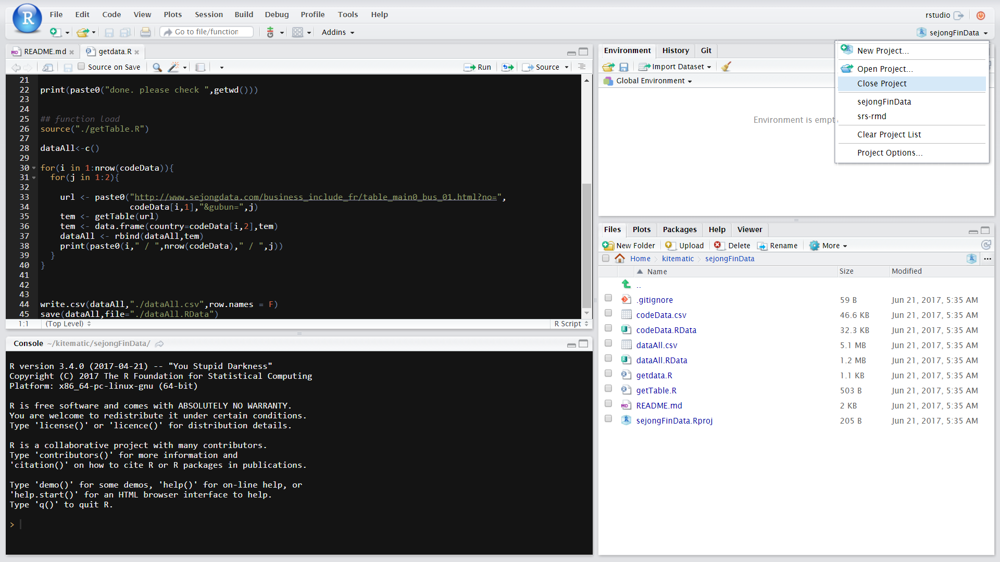 R
File Edit Code View Plots Session Build Debug Profile Tools Help
rstudio
Go to file/function
Addins
sejongFinData
README.md
getdata.R
Source on Save
Run
Source
21
22 print(paste0("done. please check ",getwd()))
23
24
25 ## function load
26 source("./getTable.R")
27
28 dataAll<-c()
29
30 for(i in 1:nrow(codeData)){
31 for(j in 1:2){
32
33 url <- paste0("http://www.sejongdata.com/business_include_fr/table_main0_bus_01.html?no=",
34 codeData[i,1],"&gubun=",j)
35 tem <- getTable(url)
36 tem <- data.frame(country=codeData[i,2],tem)
37 dataAll <- rbind(dataAll,tem)
38 print(paste0(i," / ",nrow(codeData)," / ",j))
39 }
40 }
41
42
43
44 write.csv(dataAll,"./dataAll.csv",row.names = F)
45 save(dataAll,file="./dataAll.RData")
1:1 (Top Level) R Script
Console ~/kitematic/sejongFinData/
R version 3.4.0 (2017-04-21) -- "You Stupid Darkness"
Copyright (C) 2017 The R Foundation for Statistical Computing
Platform: x86_64-pc-linux-gnu (64-bit)
R is free software and comes with ABSOLUTELY NO WARRANTY.
You are welcome to redistribute it under certain conditions.
Type 'license()' or 'licence()' for distribution details.
R is a collaborative project with many contributors.
Type 'contributors()' for more information and
'citation()' on how to cite R or R packages in publications.
Type 'demo()' for some demos, 'help()' for on-line help, or
'help.start()' for an HTML browser interface to help.
Type 'q()' to quit R.
>
Environment History Git
Import Dataset
Global Environment
Environment is empt
New Project...
Open Project...
Close Project
sejongFinData
srs-rmd
Clear Project List
Project Options...
Files Plots Packages Help Viewer
New Folder Upload Delete Rename More
Home kitematic sejongFinData ...
Name Size Modified
..
.gitignore 59 B Jun 21, 2017, 5:35 AM
codeData.csv 46.6 KB Jun 21, 2017, 5:35 AM
codeData.RData 32.3 KB Jun 21, 2017, 5:35 AM
dataAll.csv 5.1 MB Jun 21, 2017, 5:35 AM
dataAll.RData 1.2 MB Jun 21, 2017, 5:35 AM
getdata.R 1.1 KB Jun 21, 2017, 5:35 AM
getTable.R 503 B Jun 21, 2017, 5:35 AM
README.md 2 KB Jun 21, 2017, 5:35 AM
sejongFinData.Rproj 205 B Jun 21, 2017, 5:35 AM